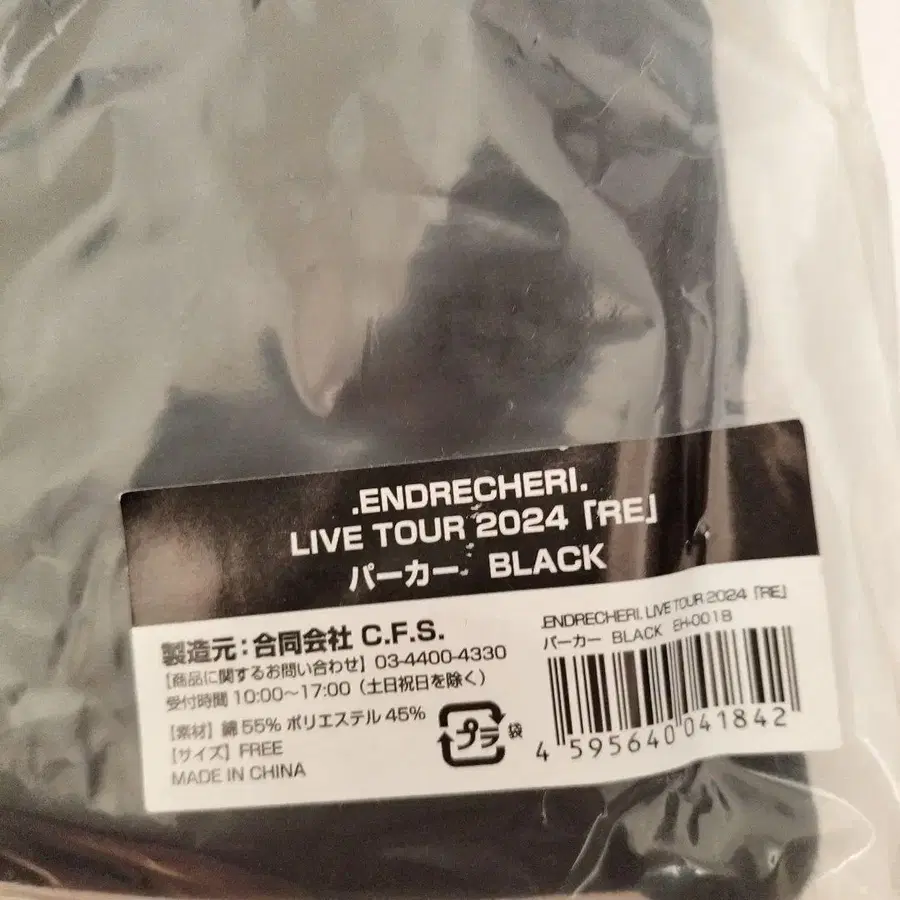 .ENDRECHERI.
LIVE TOUR 2024「RE」
パーカー BLACK
製造元:合同会社 C.F.S.
【商品に関するお問い合わせ】03-4400-4330
受付時間 10:00〜17:00（土日祝日を除く）
【素材】綿 55% ポリエステル 45%
【サイズ】FREE
MADE IN CHINA
プラ
袋
.ENDRECHERI. LIVE TOUR 2024「RE」
パーカー BLACK EH-001B
4 595640 041842